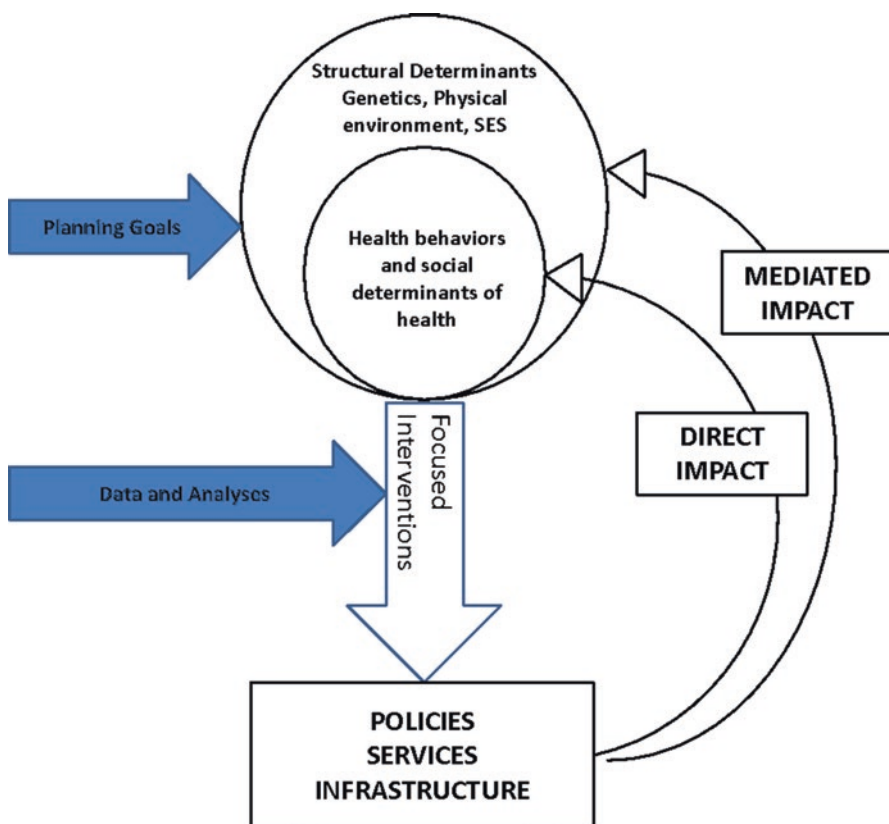 Structural Determinants
Genetics, Physical
environment, SES
Planning Goals
Health behaviors
and social
determinants of
health
MEDIATED
IMPACT
DIRECT
IMPACT
Data and Analyses
Focused
Interventions
POLICIES
SERVICES
INFRASTRUCTURE